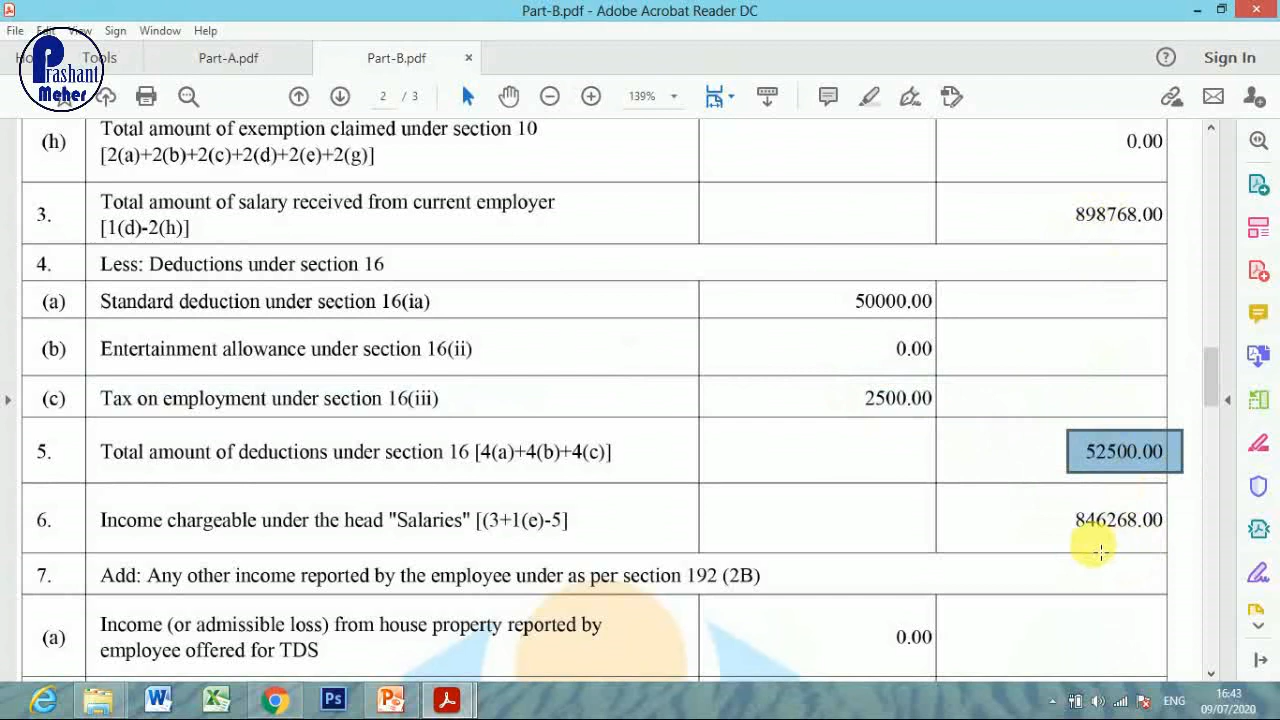 Part-B.pdf - Adobe Acrobat Reader DC
File Edit View Sign Window Help
Tools Part-A.pdf Part-B.pdf × Sign In
Prashant
Meher
2 / 3 139%
(h) Total amount of exemption claimed under section 10
[2(a)+2(b)+2(c)+2(d)+2(e)+2(g)] 0.00
3. Total amount of salary received from current employer
[1(d)-2(h)] 898768.00
4. Less: Deductions under section 16
(a) Standard deduction under section 16(ia) 50000.00
(b) Entertainment allowance under section 16(ii) 0.00
(c) Tax on employment under section 16(iii) 2500.00
5. Total amount of deductions under section 16 [4(a)+4(b)+4(c)] 52500.00
6. Income chargeable under the head "Salaries" [(3+1(e)-5] 846268.00
7. Add: Any other income reported by the employee under as per section 192 (2B)
(a) Income (or admissible loss) from house property reported by
employee offered for TDS 0.00
ENG
16:43
09/07/2020